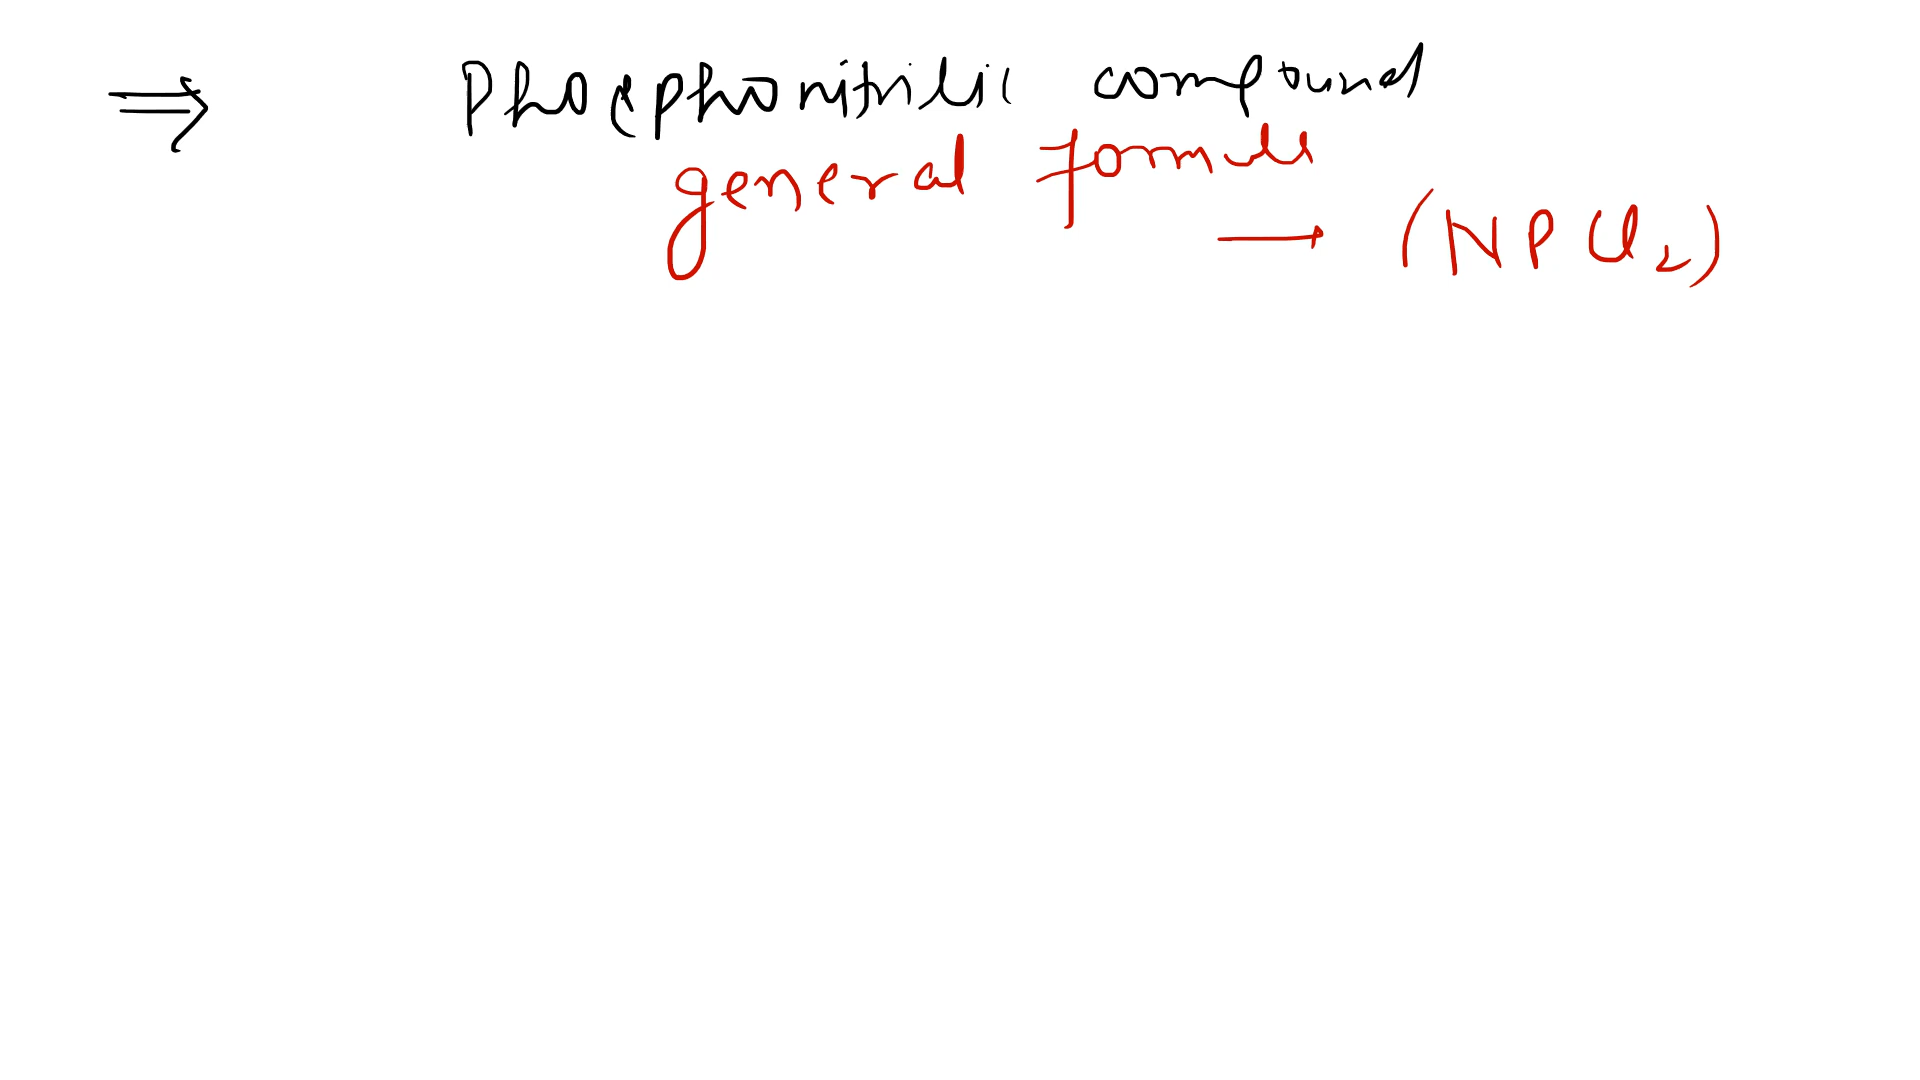 ⇒ Phosphonitrilic compound
general formula
→ (NPCl₂)